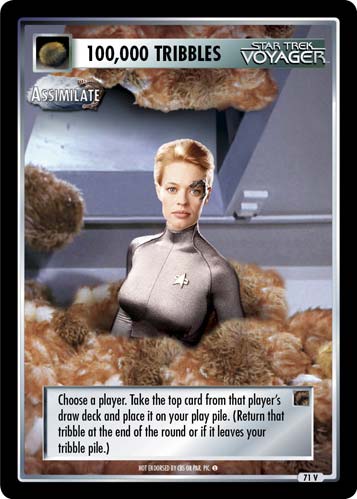 100,000 TRIBBLES
STAR TREK
VOYAGER
ASSIMILATE
Choose a player. Take the top card from that player's
draw deck and place it on your play pile. (Return that
tribble at the end of the round or if it leaves your
tribble pile.)
NOT ENDORSED BY CBS OR PAR. PIC.
71 V